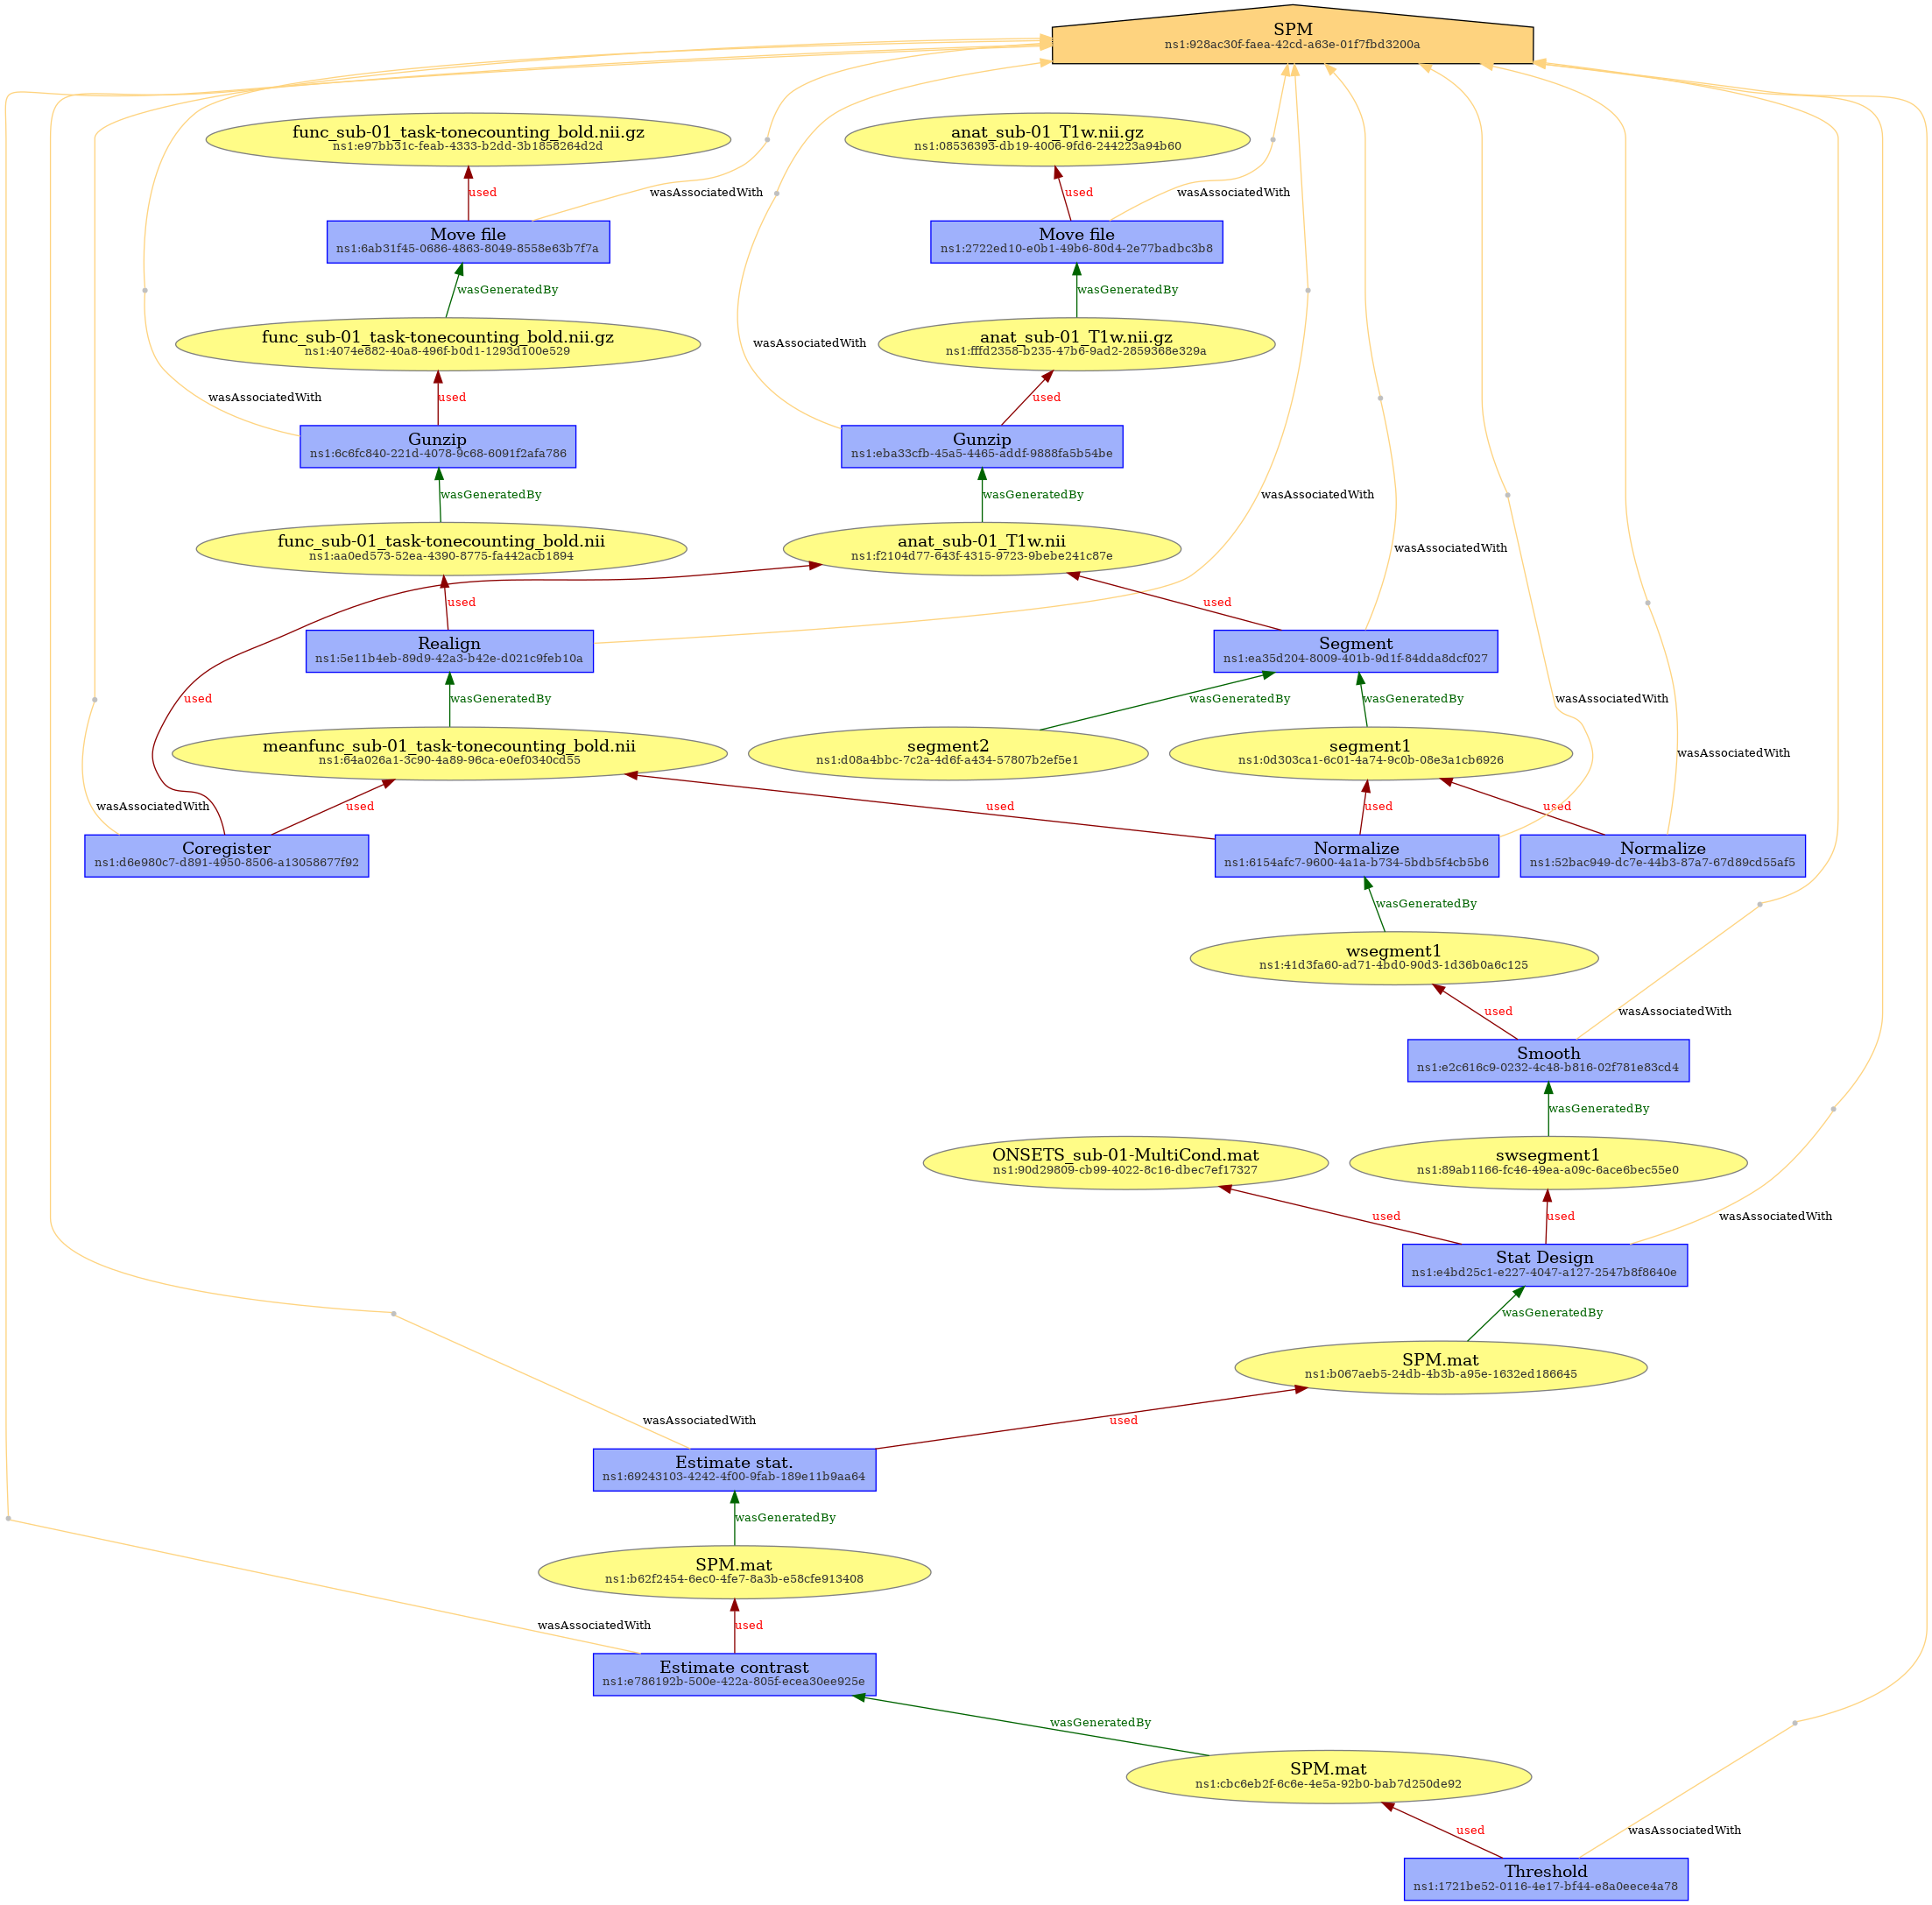 SPM
ns1:928ac30f-faea-42cd-a63e-01f7fbd3200a
func_sub-01_task-tonecounting_bold.nii.gz
ns1:e97bb31c-feab-4333-b2dd-3b1858264d2d
anat_sub-01_T1w.nii.gz
ns1:08536393-db19-4006-9fd6-244223a94b60
used
wasAssociatedWith
used
wasAssociatedWith
Move file
ns1:6ab31f45-0686-4863-8049-8558e63b7f7a
Move file
ns1:2722ed10-e0b1-49b6-80d4-2e77badbc3b8
wasGeneratedBy
wasGeneratedBy
func_sub-01_task-tonecounting_bold.nii.gz
ns1:4074e882-40a8-496f-b0d1-1293d100e529
wasAssociatedWith
anat_sub-01_T1w.nii.gz
ns1:fffd2358-b235-47b6-9ad2-2859368e329a
wasAssociatedWith
used
used
Gunzip
ns1:6c6fc840-221d-4078-9c68-6091f2afa786
Gunzip
ns1:eba33cfb-45a5-4465-addf-9888fa5b54be
wasGeneratedBy
wasGeneratedBy
wasAssociatedWith
func_sub-01_task-tonecounting_bold.nii
ns1:aa0ed573-52ea-4390-8775-fa442acb1894
anat_sub-01_T1w.nii
ns1:f2104d77-643f-4315-9723-9bebe241c87e
wasAssociatedWith
used
used
Realign
ns1:5e11b4eb-89d9-42a3-b42e-d021c9feb10a
Segment
ns1:ea35d204-8009-401b-9d1f-84dda8dcf027
used
wasGeneratedBy
wasGeneratedBy
wasGeneratedBy
wasAssociatedWith
meanfunc_sub-01_task-tonecounting_bold.nii
ns1:64a026a1-3c90-4a89-96ca-e0ef0340cd55
segment2
ns1:d08a4bbc-7c2a-4d6f-a434-57807b2ef5e1
segment1
ns1:0d303ca1-6c01-4a74-9c0b-08e3a1cb6926
wasAssociatedWith
wasAssociatedWith
used
used
used
used
Coregister
ns1:d6e980c7-d891-4950-8506-a13058677f92
Normalize
ns1:6154afc7-9600-4a1a-b734-5bdb5f4cb5b6
Normalize
ns1:52bac949-dc7e-44b3-87a7-67d89cd55af5
wasGeneratedBy
wsegment1
ns1:41d3fa60-ad71-4bd0-90d3-1d36b0a6c125
used
wasAssociatedWith
Smooth
ns1:e2c616c9-0232-4c48-b816-02f781e83cd4
wasGeneratedBy
ONSETS_sub-01-MultiCond.mat
ns1:90d29809-cb99-4022-8c16-dbec7ef17327
swsegment1
ns1:89ab1166-fc46-49ea-a09c-6ace6bec55e0
used
used
wasAssociatedWith
Stat Design
ns1:e4bd25c1-e227-4047-a127-2547b8f8640e
wasGeneratedBy
SPM.mat
ns1:b067aeb5-24db-4b3b-a95e-1632ed186645
wasAssociatedWith
used
Estimate stat.
ns1:69243103-4242-4f00-9fab-189e11b9aa64
wasGeneratedBy
SPM.mat
ns1:b62f2454-6ec0-4fe7-8a3b-e58cfe913408
wasAssociatedWith
used
Estimate contrast
ns1:e786192b-500e-422a-805f-ecea30ee925e
wasGeneratedBy
SPM.mat
ns1:cbc6eb2f-6c6e-4e5a-92b0-bab7d250de92
used
wasAssociatedWith
Threshold
ns1:1721be52-0116-4e17-bf44-e8a0eece4a78